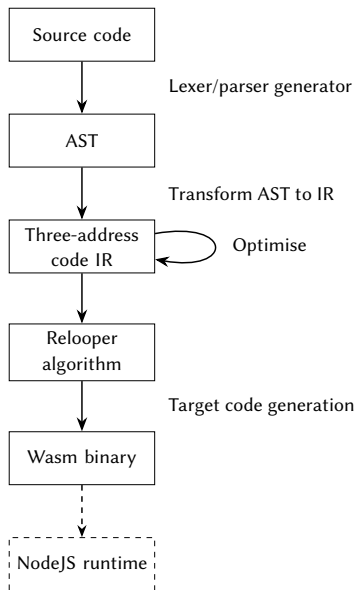 Source code
Lexer/parser generator
AST
Transform AST to IR
Three-address
code IR
Optimise
Relooper
algorithm
Target code generation
Wasm binary
NodeJS runtime